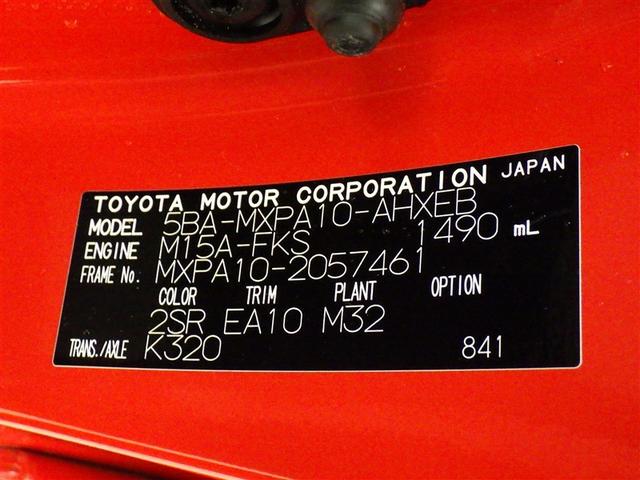 TOYOTA MOTOR CORPORATION JAPAN
MODEL 5BA-MXPA10-AHXEB
ENGINE M15A-FKS 1490 mL
FRAME No. MXPA10-2057461
COLOR TRIM PLANT OPTION
2SR EA10 M32
TRANS./AXLE K320 841